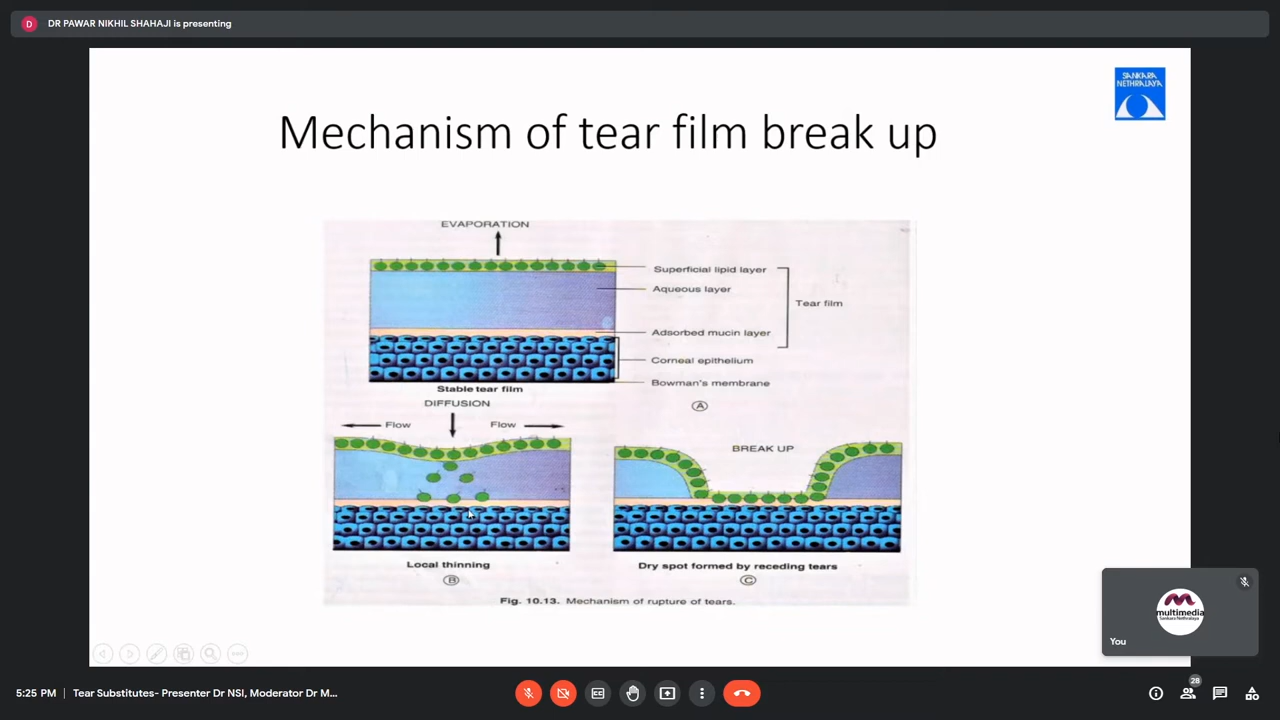 D DR PAWAR NIKHIL SHAHAJI is presenting
SANKARA
NETHRALAYA
Mechanism of tear film break up
EVAPORATION
Superficial lipid layer
Aqueous layer
Tear film
Adsorbed mucin layer
Corneal epithelium
Bowman's membrane
Stable tear film
A
DIFFUSION
Flow Flow
BREAK UP
Local thinning
B
Dry spot formed by receding tears
C
Fig. 10.13. Mechanism of rupture of tears.
multimedia
Sankara Nethralaya
You
5:25 PM | Tear Substitutes- Presenter Dr NSI, Moderator Dr M...
CC
28